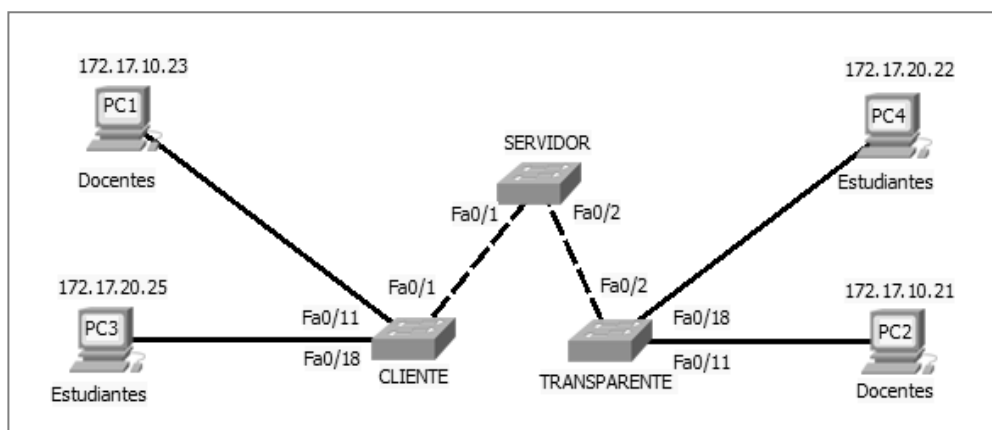 172.17.10.23
PC1
Docentes
172.17.20.22
PC4
Estudiantes
SERVIDOR
Fa0/1
Fa0/2
172.17.20.25
PC3
Estudiantes
Fa0/1
Fa0/11
Fa0/18
CLIENTE
Fa0/2
Fa0/18
Fa0/11
TRANSPARENTE
172.17.10.21
PC2
Docentes